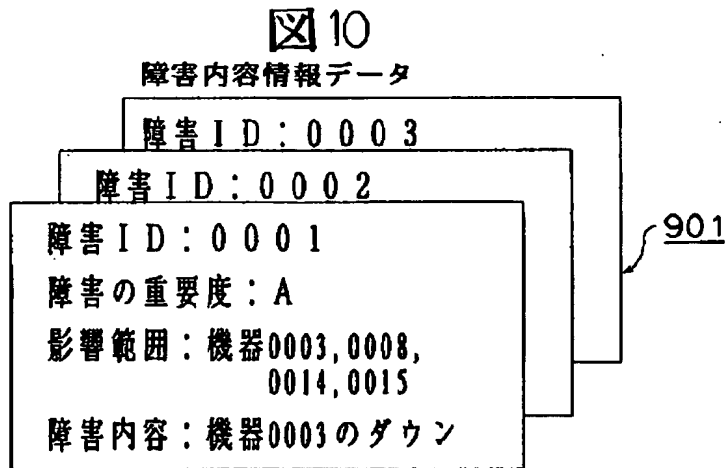 図10
障害内容情報データ
障害ID:0003
障害ID:0002
障害ID:0001
障害の重要度:A
影響範囲:機器0003,0008,
0014,0015
障害内容:機器0003のダウン
901